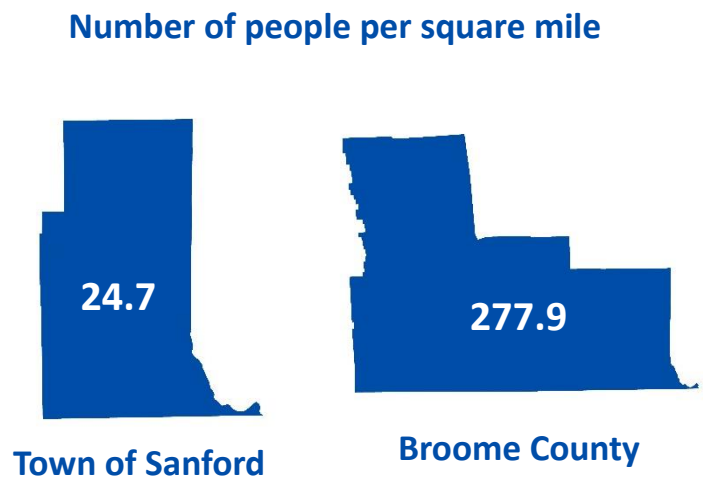 Number of people per square mile
24.7
277.9
Town of Sanford
Broome County